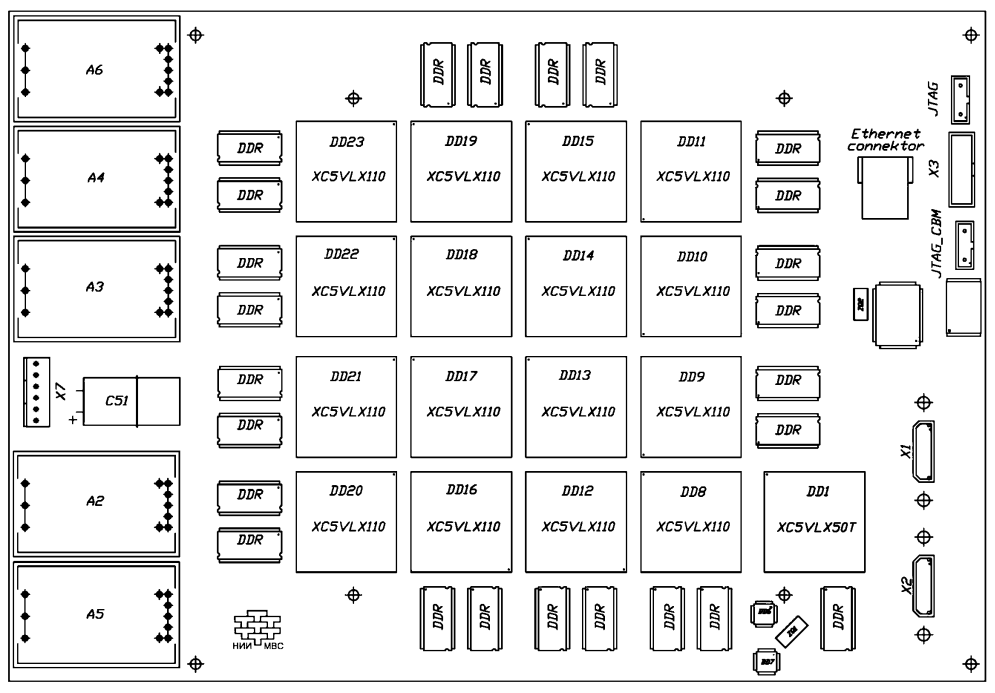 A6
DDR DDR DDR DDR
JTAG
A4
DDR
DD23
XC5VLX110
DD19
XC5VLX110
DD15
XC5VLX110
DD11
XC5VLX110
DDR
Ethernet
connektor
X3
DDR
DDR
JTAG_CBM
A3
DDR
DD22
XC5VLX110
DD18
XC5VLX110
DD14
XC5VLX110
DD10
XC5VLX110
DDR
DDR
DDR
ZQ2
X7
C51
+
DDR
DD21
XC5VLX110
DD17
XC5VLX110
DD13
XC5VLX110
DD9
XC5VLX110
DDR
DDR
DDR
X1
A2
DDR
DD20
XC5VLX110
DD16
XC5VLX110
DD12
XC5VLX110
DD8
XC5VLX110
DD1
XC5VLX50T
DDR
X2
A5
НИИ МВС
DDR DDR DDR DDR DDR DDR
DDR
DD7